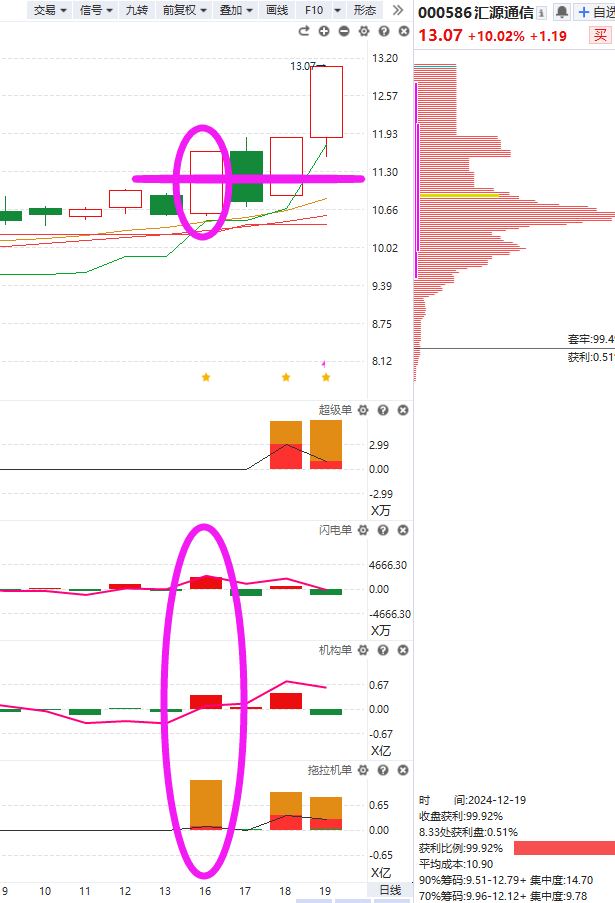 交易 信号 九转 前复权 叠加 画线 F10 形态
13.07
13.20
12.57
11.93
11.30
10.66
10.02
9.39
8.75
8.12
超级单
2.99
0.00
-2.99
X万
闪电单
4666.30
0.00
-4666.30
X万
机构单
0.67
0.00
-0.67
X亿
拖拉机单
0.65
0.00
-0.65
X亿
9 10 11 12 13 16 17 18 19 日线
000586 汇源通信 自选
13.07 +10.02% +1.19 买
套牢:99.4
获利:0.51
时 间:2024-12-19
收盘获利:99.92%
8.33处获利盘:0.51%
获利比例:99.92%
平均成本:10.90
90%筹码:9.51-12.79+ 集中度:14.70
70%筹码:9.96-12.12+ 集中度:9.78